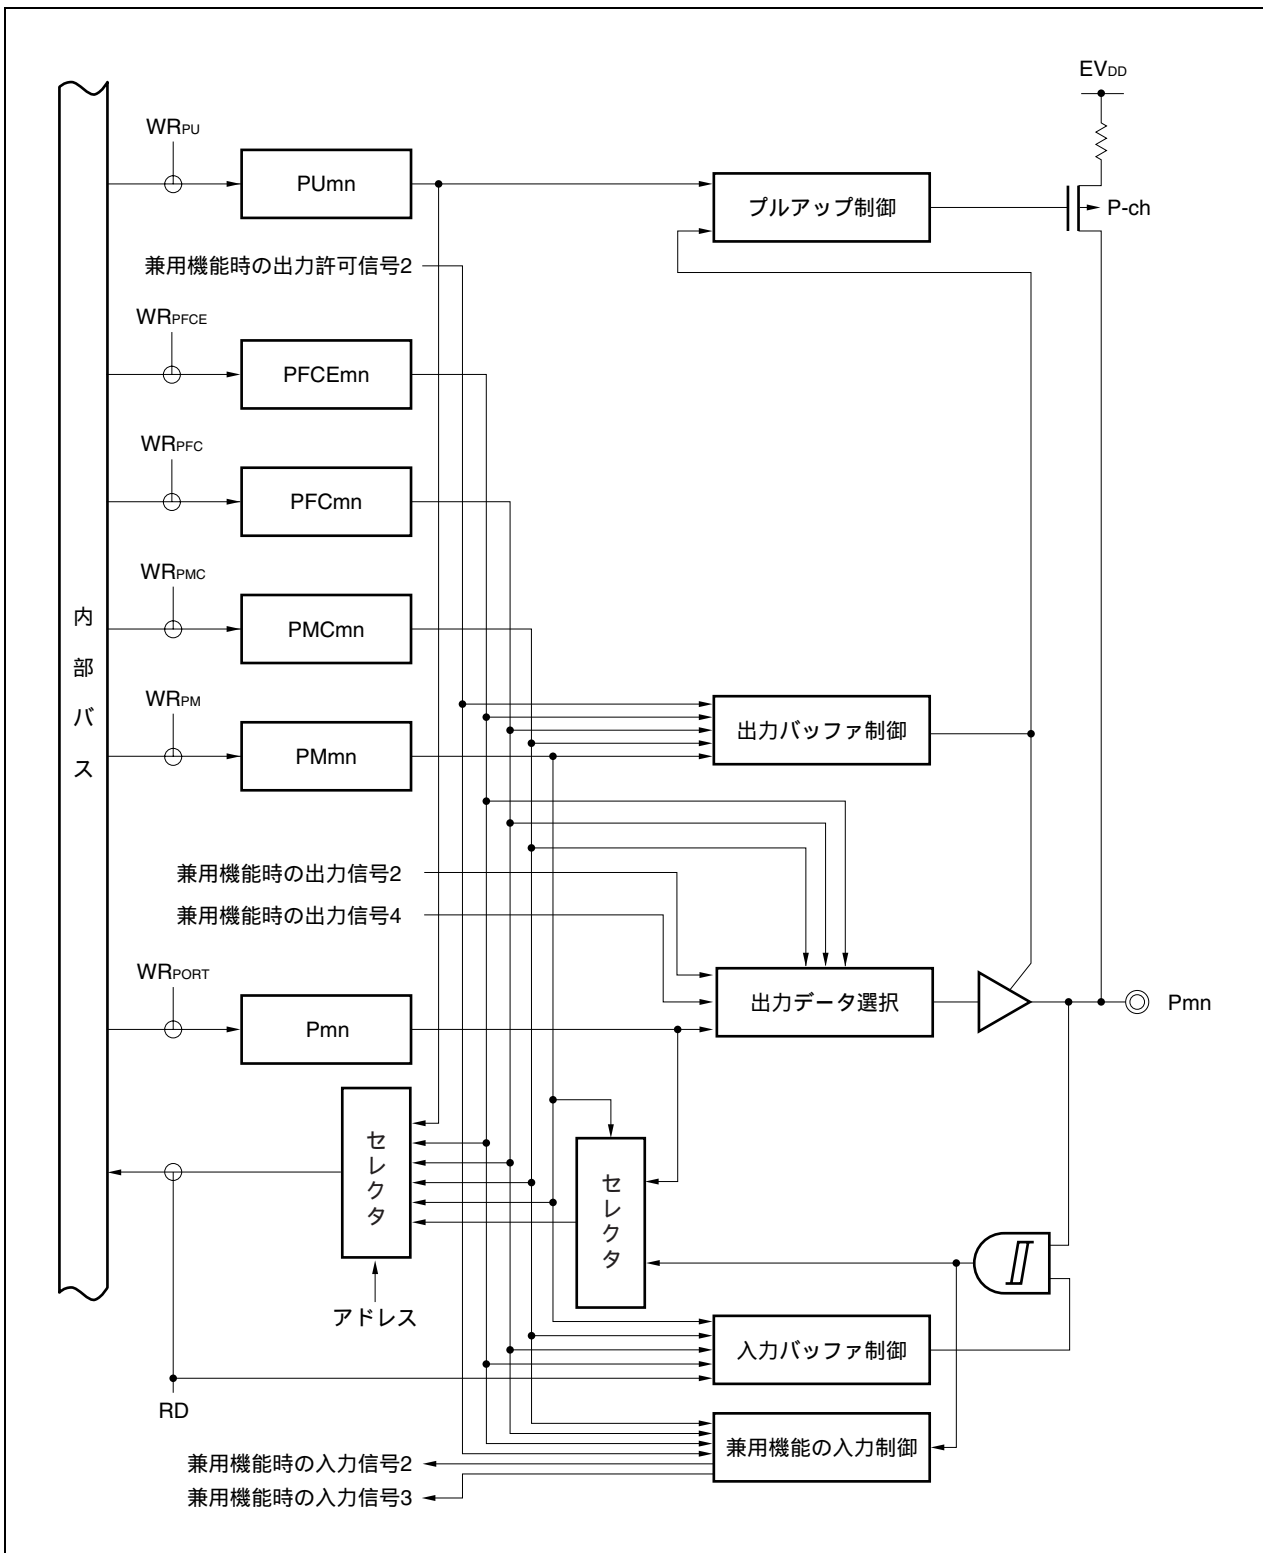 EVDD
WRPU
PUmn
プルアップ制御
P-ch
兼用機能時の出力許可信号2
WRPFCE
PFCEmn
WRPFC
PFCmn
WRPMC
PMCmn
内部バス
WRPM
PMmn
出力バッファ制御
兼用機能時の出力信号2
兼用機能時の出力信号4
WRPORT
Pmn
出力データ選択
Pmn
セレクタ
セレクタ
アドレス
入力バッファ制御
RD
兼用機能の入力制御
兼用機能時の入力信号2
兼用機能時の入力信号3